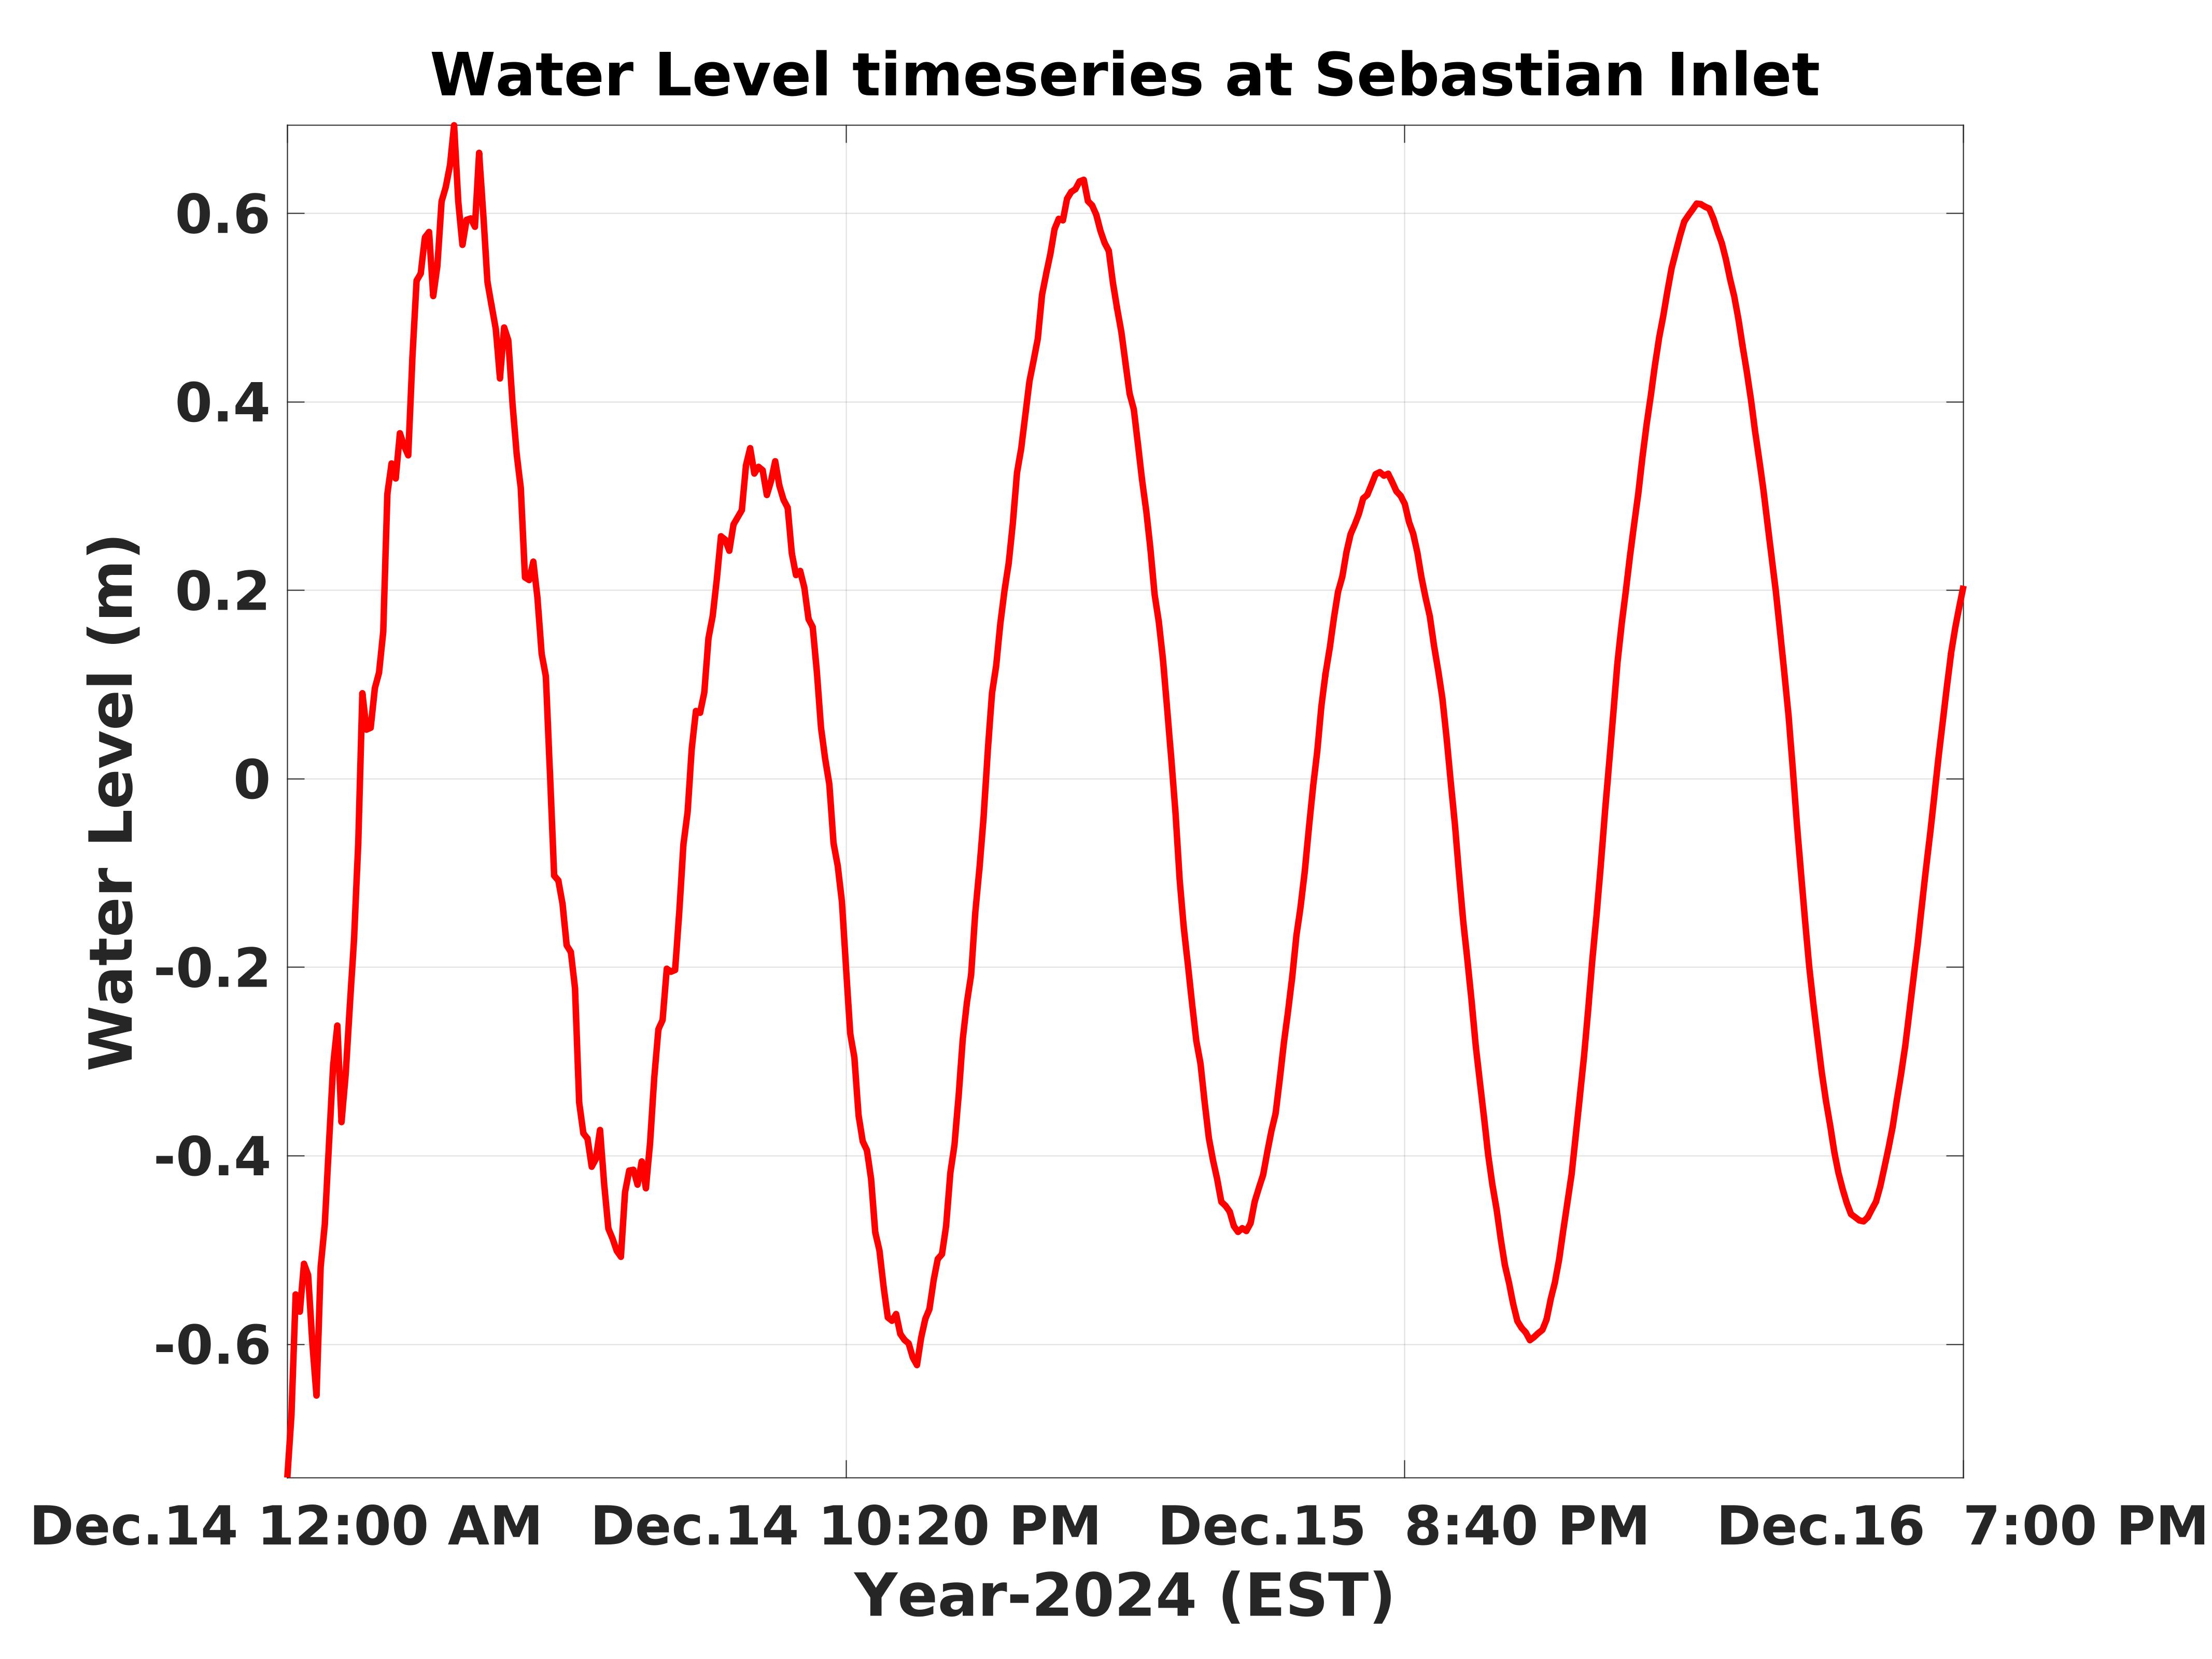 Water Level timeseries at Sebastian Inlet
Water Level (m)
0.6
0.4
0.2
0
-0.2
-0.4
-0.6
Dec.14 12:00 AM Dec.14 10:20 PM Dec.15 8:40 PM Dec.16 7:00 PM
Year-2024 (EST)